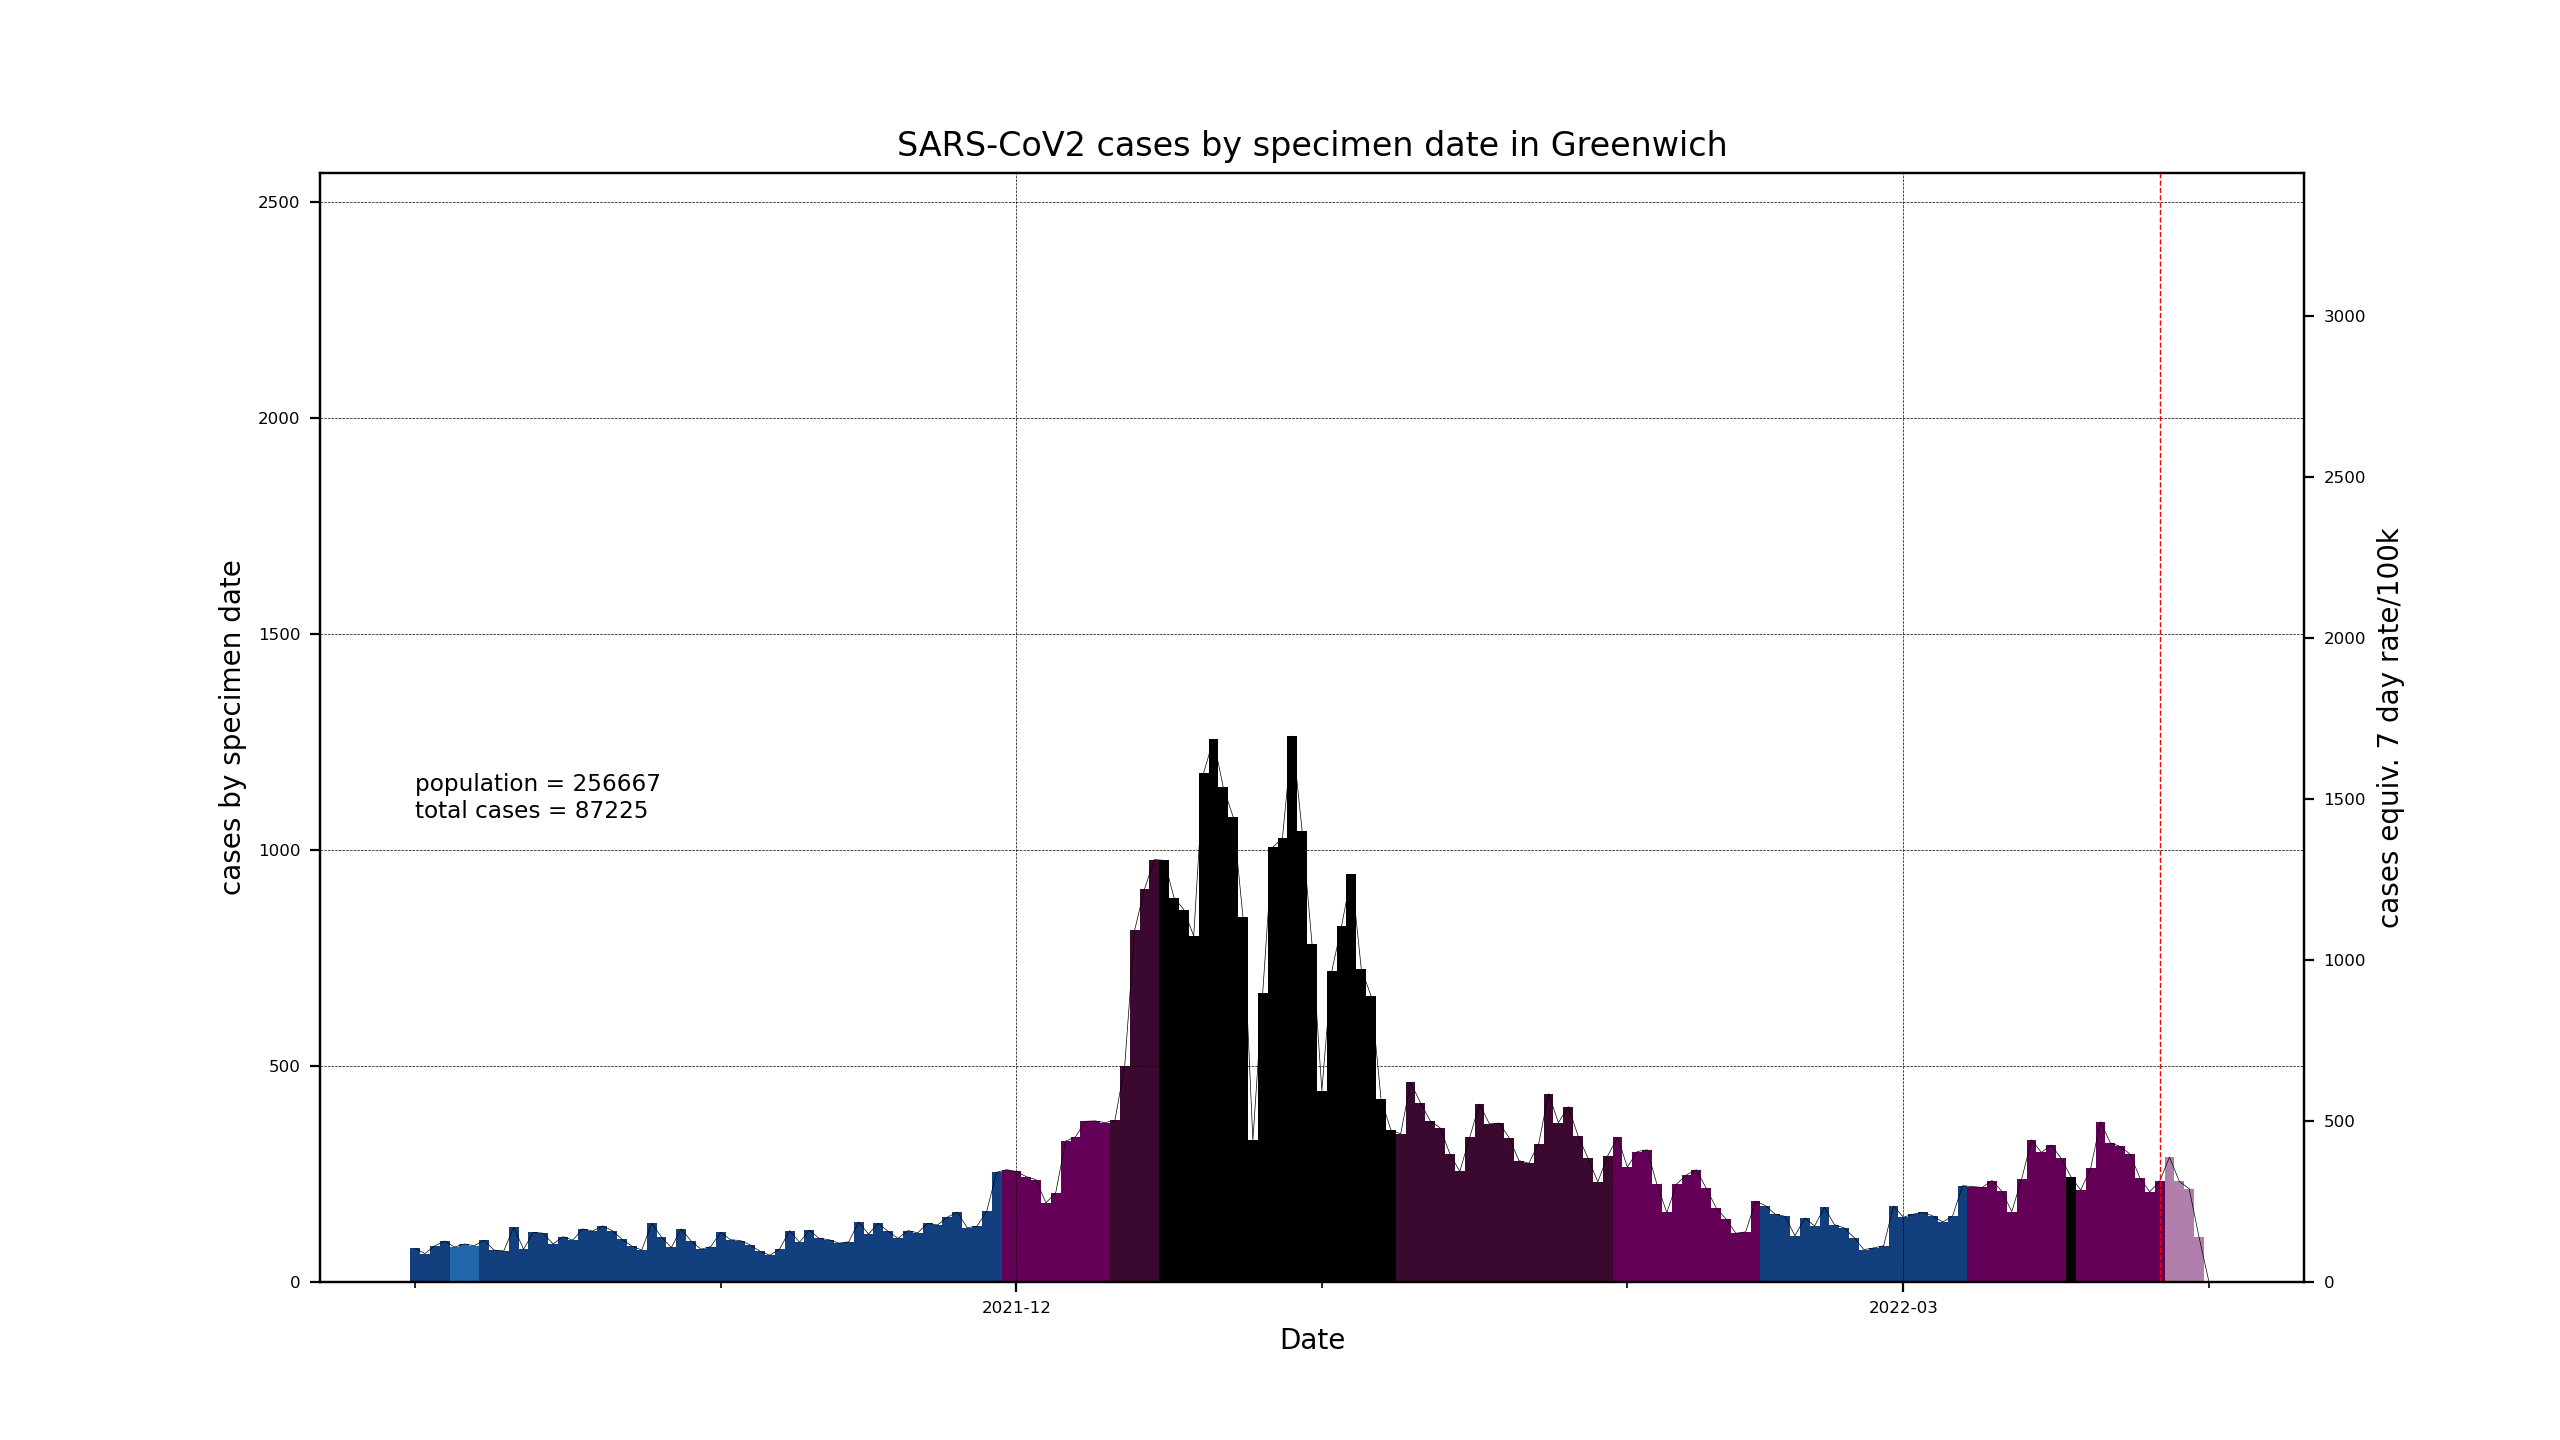 SARS-CoV2 cases by specimen date in Greenwich
2500
2000
1500
1000
500
0
cases by specimen date
population = 256667
total cases = 87225
3000
2500
2000
1500
1000
500
0
cases equiv. 7 day rate/100k
2021-12
2022-03
Date